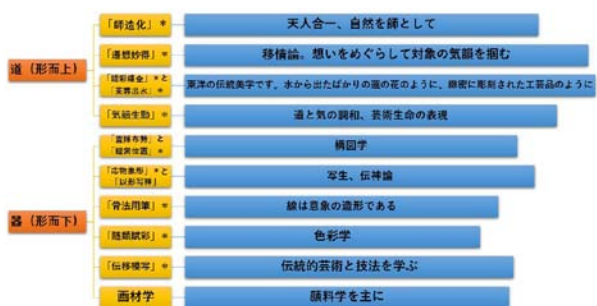 道（形而上）
「師造化」＊
天人合一、自然を師として
「遷想妙得」＊
移情論。想いをめぐらして対象の気韻を掴む
「錯彩縷金」＊と
「芙蓉出水」＊
東洋の伝統美学です。水から出たばかりの蓮の花のように、緻密に彫刻された工芸品のように
「気韻生動」＊
道と気の調和、芸術生命の表現
器（形而下）
「置陳布勢」と
「経営位置」＊
構図学
「応物象形」＊と
「以形写神」
写生、伝神論
「骨法用筆」＊
線は意象の造形である
「随類賦彩」＊
色彩学
「伝移模写」＊
伝統的芸術と技法を学ぶ
画材学
顔料学を主に